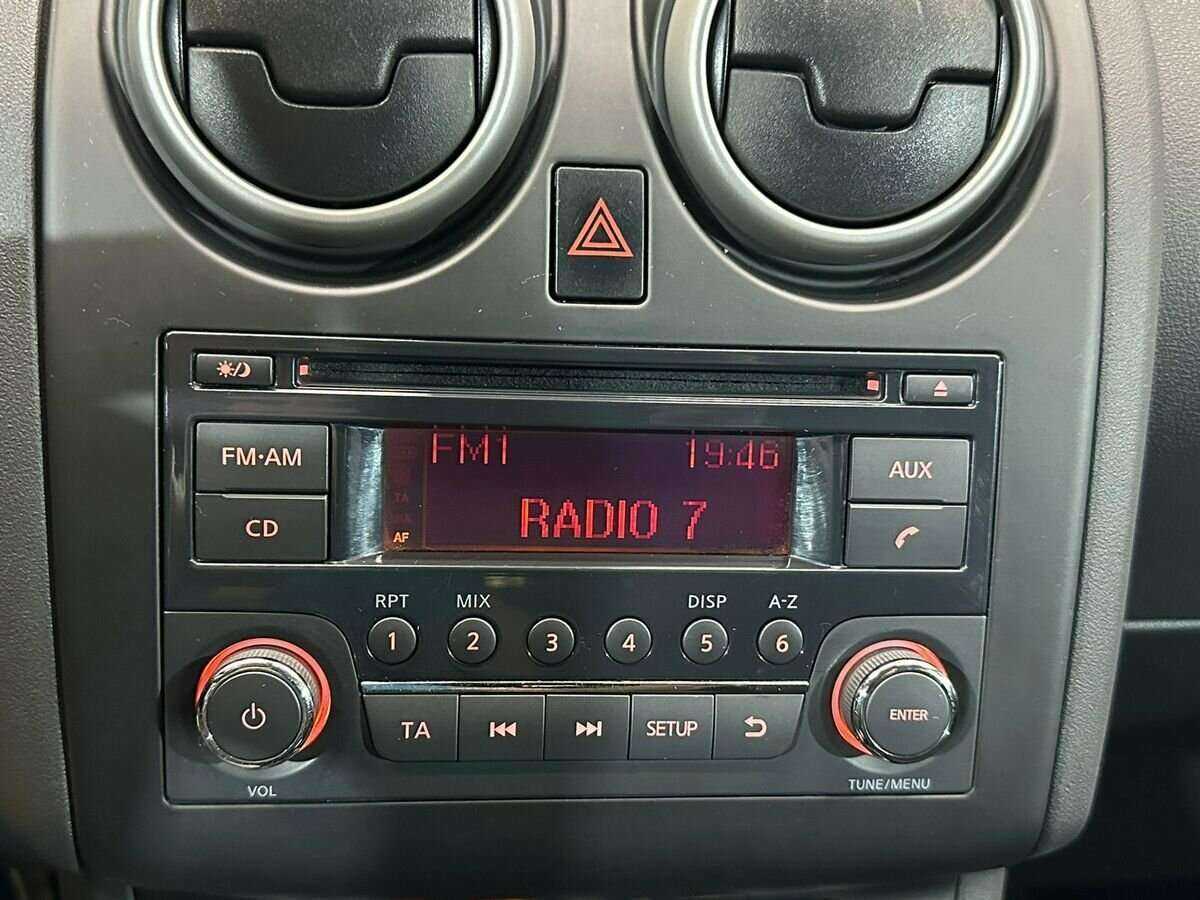 FM1 19:46
FM·AM AUX
RADIO 7
CD
AF
RPT MIX DISP A-Z
1 2 3 4 5 6
TA SETUP ENTER
VOL TUNE/MENU